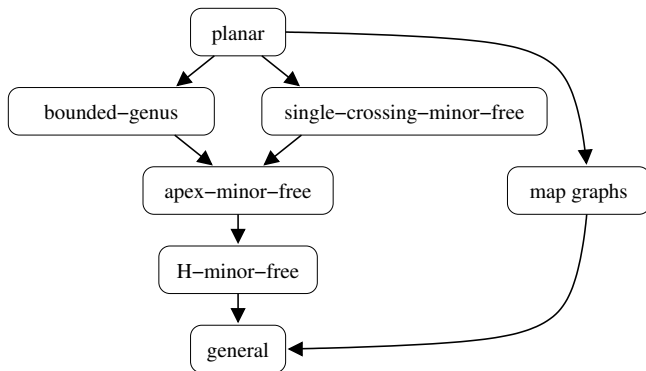 planar
bounded−genus
single−crossing−minor−free
apex−minor−free
map graphs
H−minor−free
general